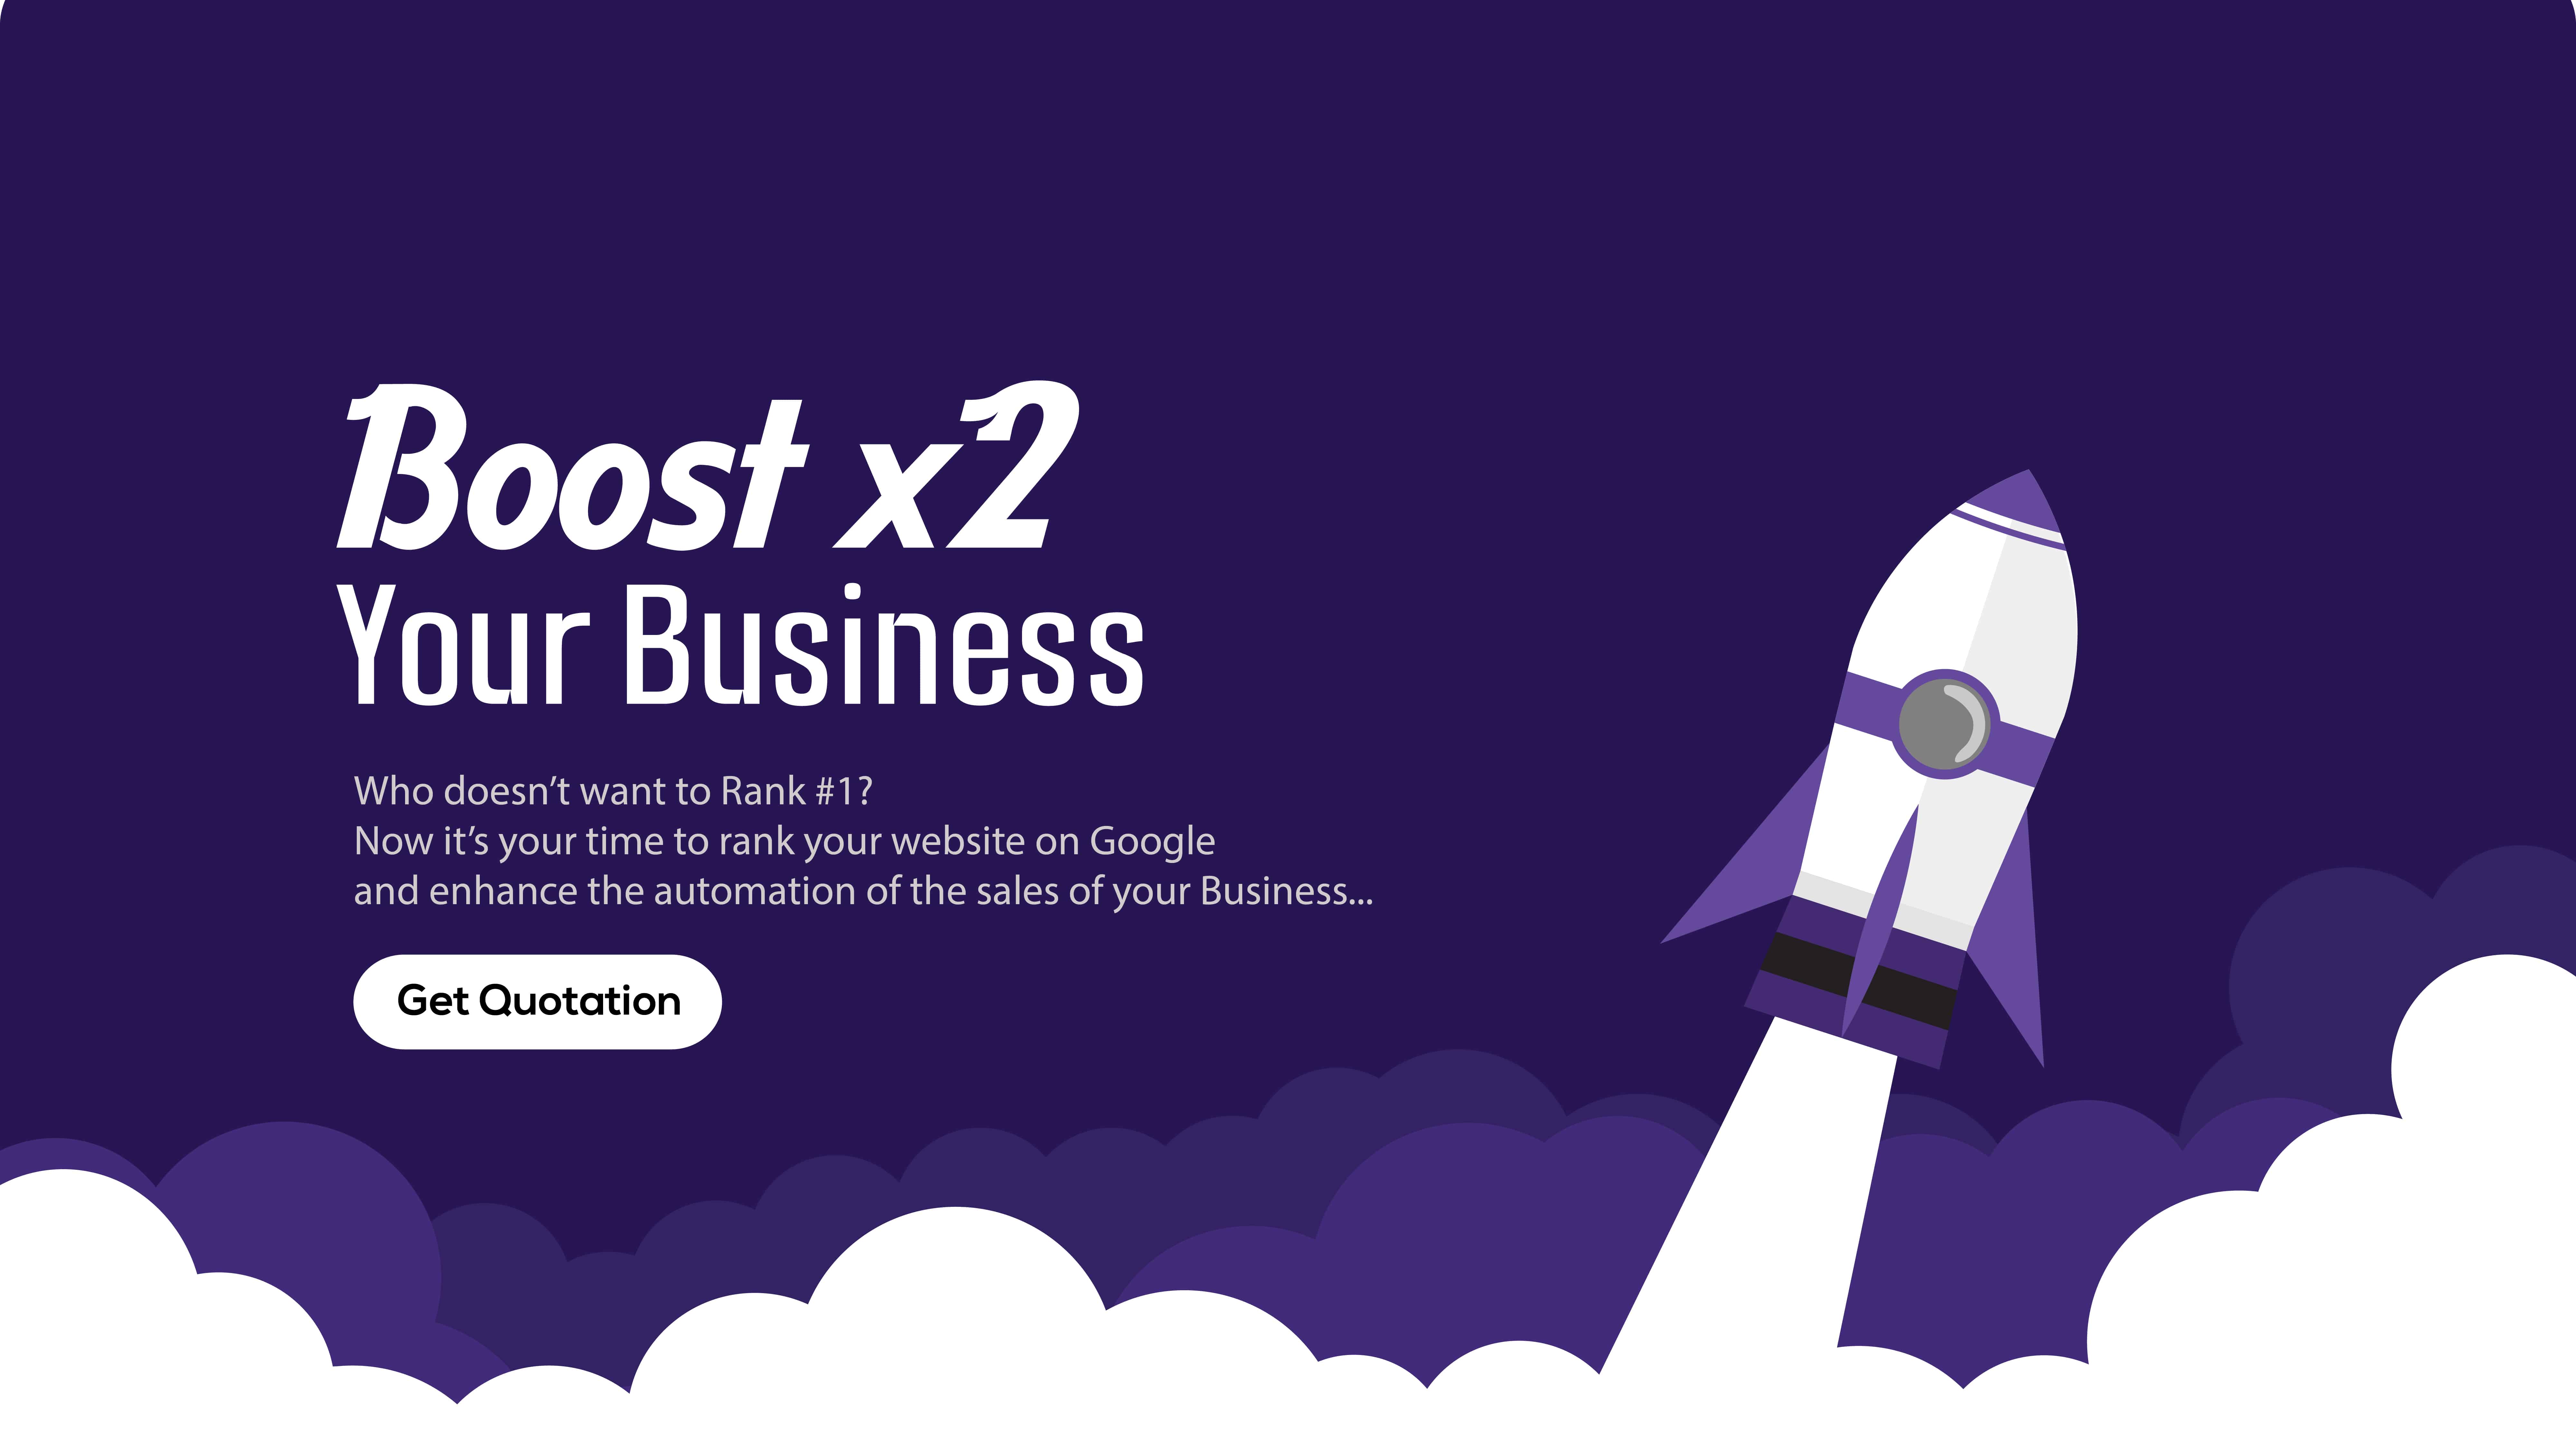 Boost x2
Your Business
Who doesn’t want to Rank #1?
Now it’s your time to rank your website on Google
and enhance the automation of the sales of your Business...
Get Quotation